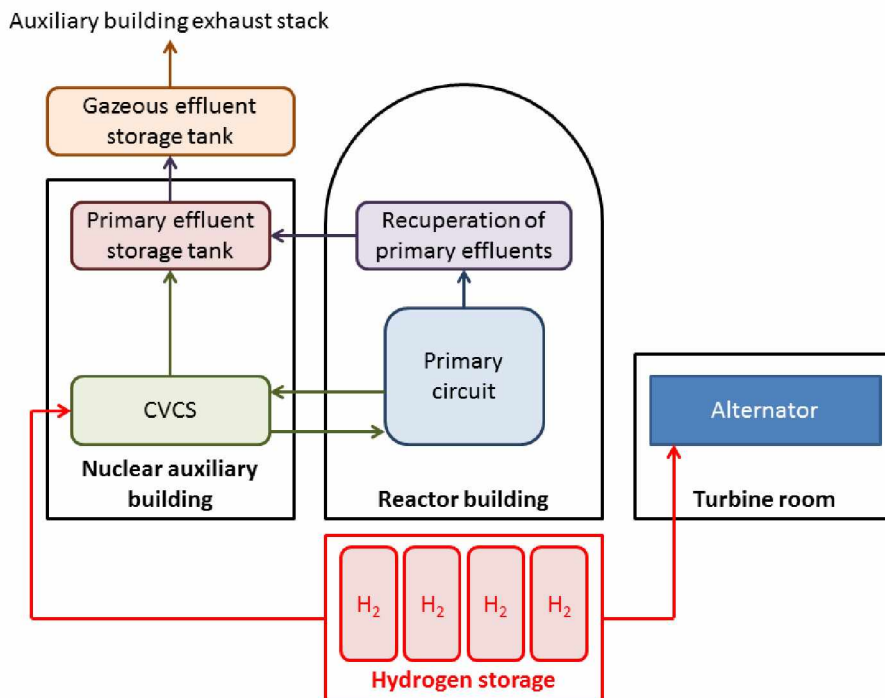 Auxiliary building exhaust stack
Gazeous effluent
storage tank
Primary effluent
storage tank
Recuperation of
primary effluents
Primary
circuit
CVCS
Alternator
Nuclear auxiliary
building
Reactor building
Turbine room
H₂ H₂ H₂ H₂
Hydrogen storage